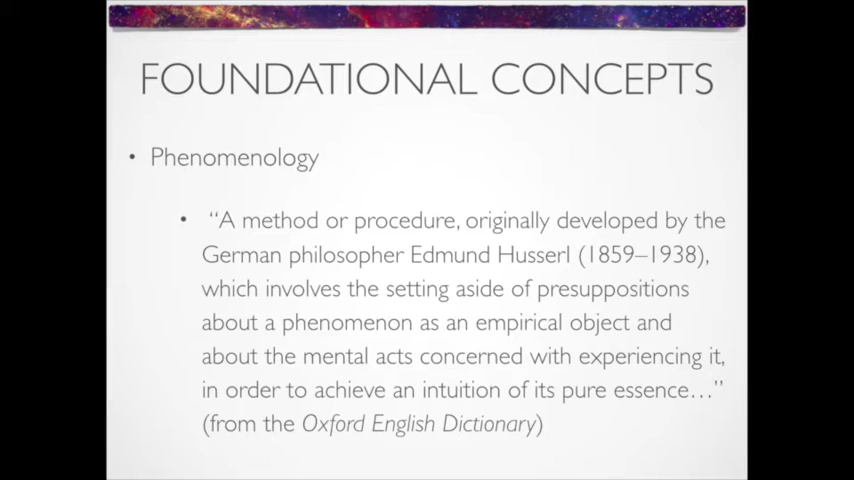 FOUNDATIONAL CONCEPTS
• Phenomenology
• “A method or procedure, originally developed by the
German philosopher Edmund Husserl (1859–1938),
which involves the setting aside of presuppositions
about a phenomenon as an empirical object and
about the mental acts concerned with experiencing it,
in order to achieve an intuition of its pure essence…”
(from the Oxford English Dictionary)